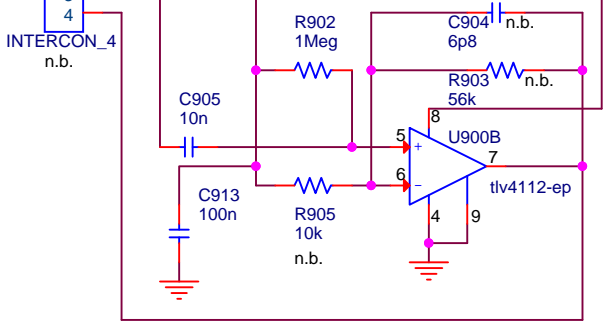 4
INTERCON_4
n.b.
R902
1Meg
C904
n.b.
6p8
R903
n.b.
56k
C905
10n
8
U900B
5
+
7
6
-
tlv4112-ep
C913
100n
R905
10k
n.b.
4
9